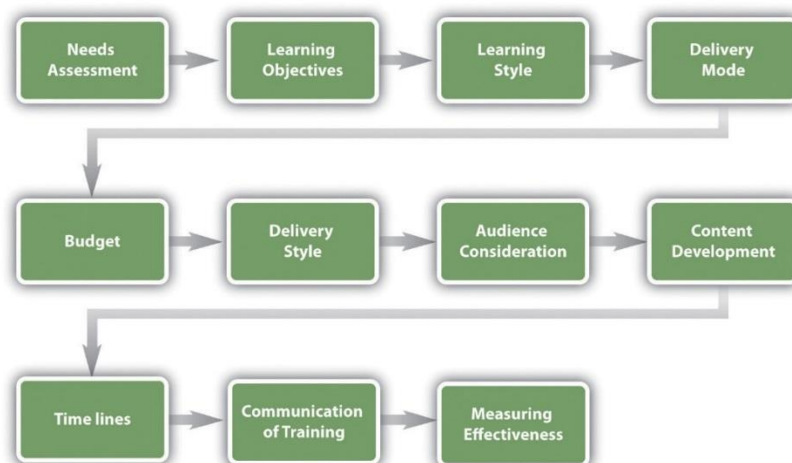 Needs
Assessment
Learning
Objectives
Learning
Style
Delivery
Mode
Budget
Delivery
Style
Audience
Consideration
Content
Development
Time lines
Communication
of Training
Measuring
Effectiveness